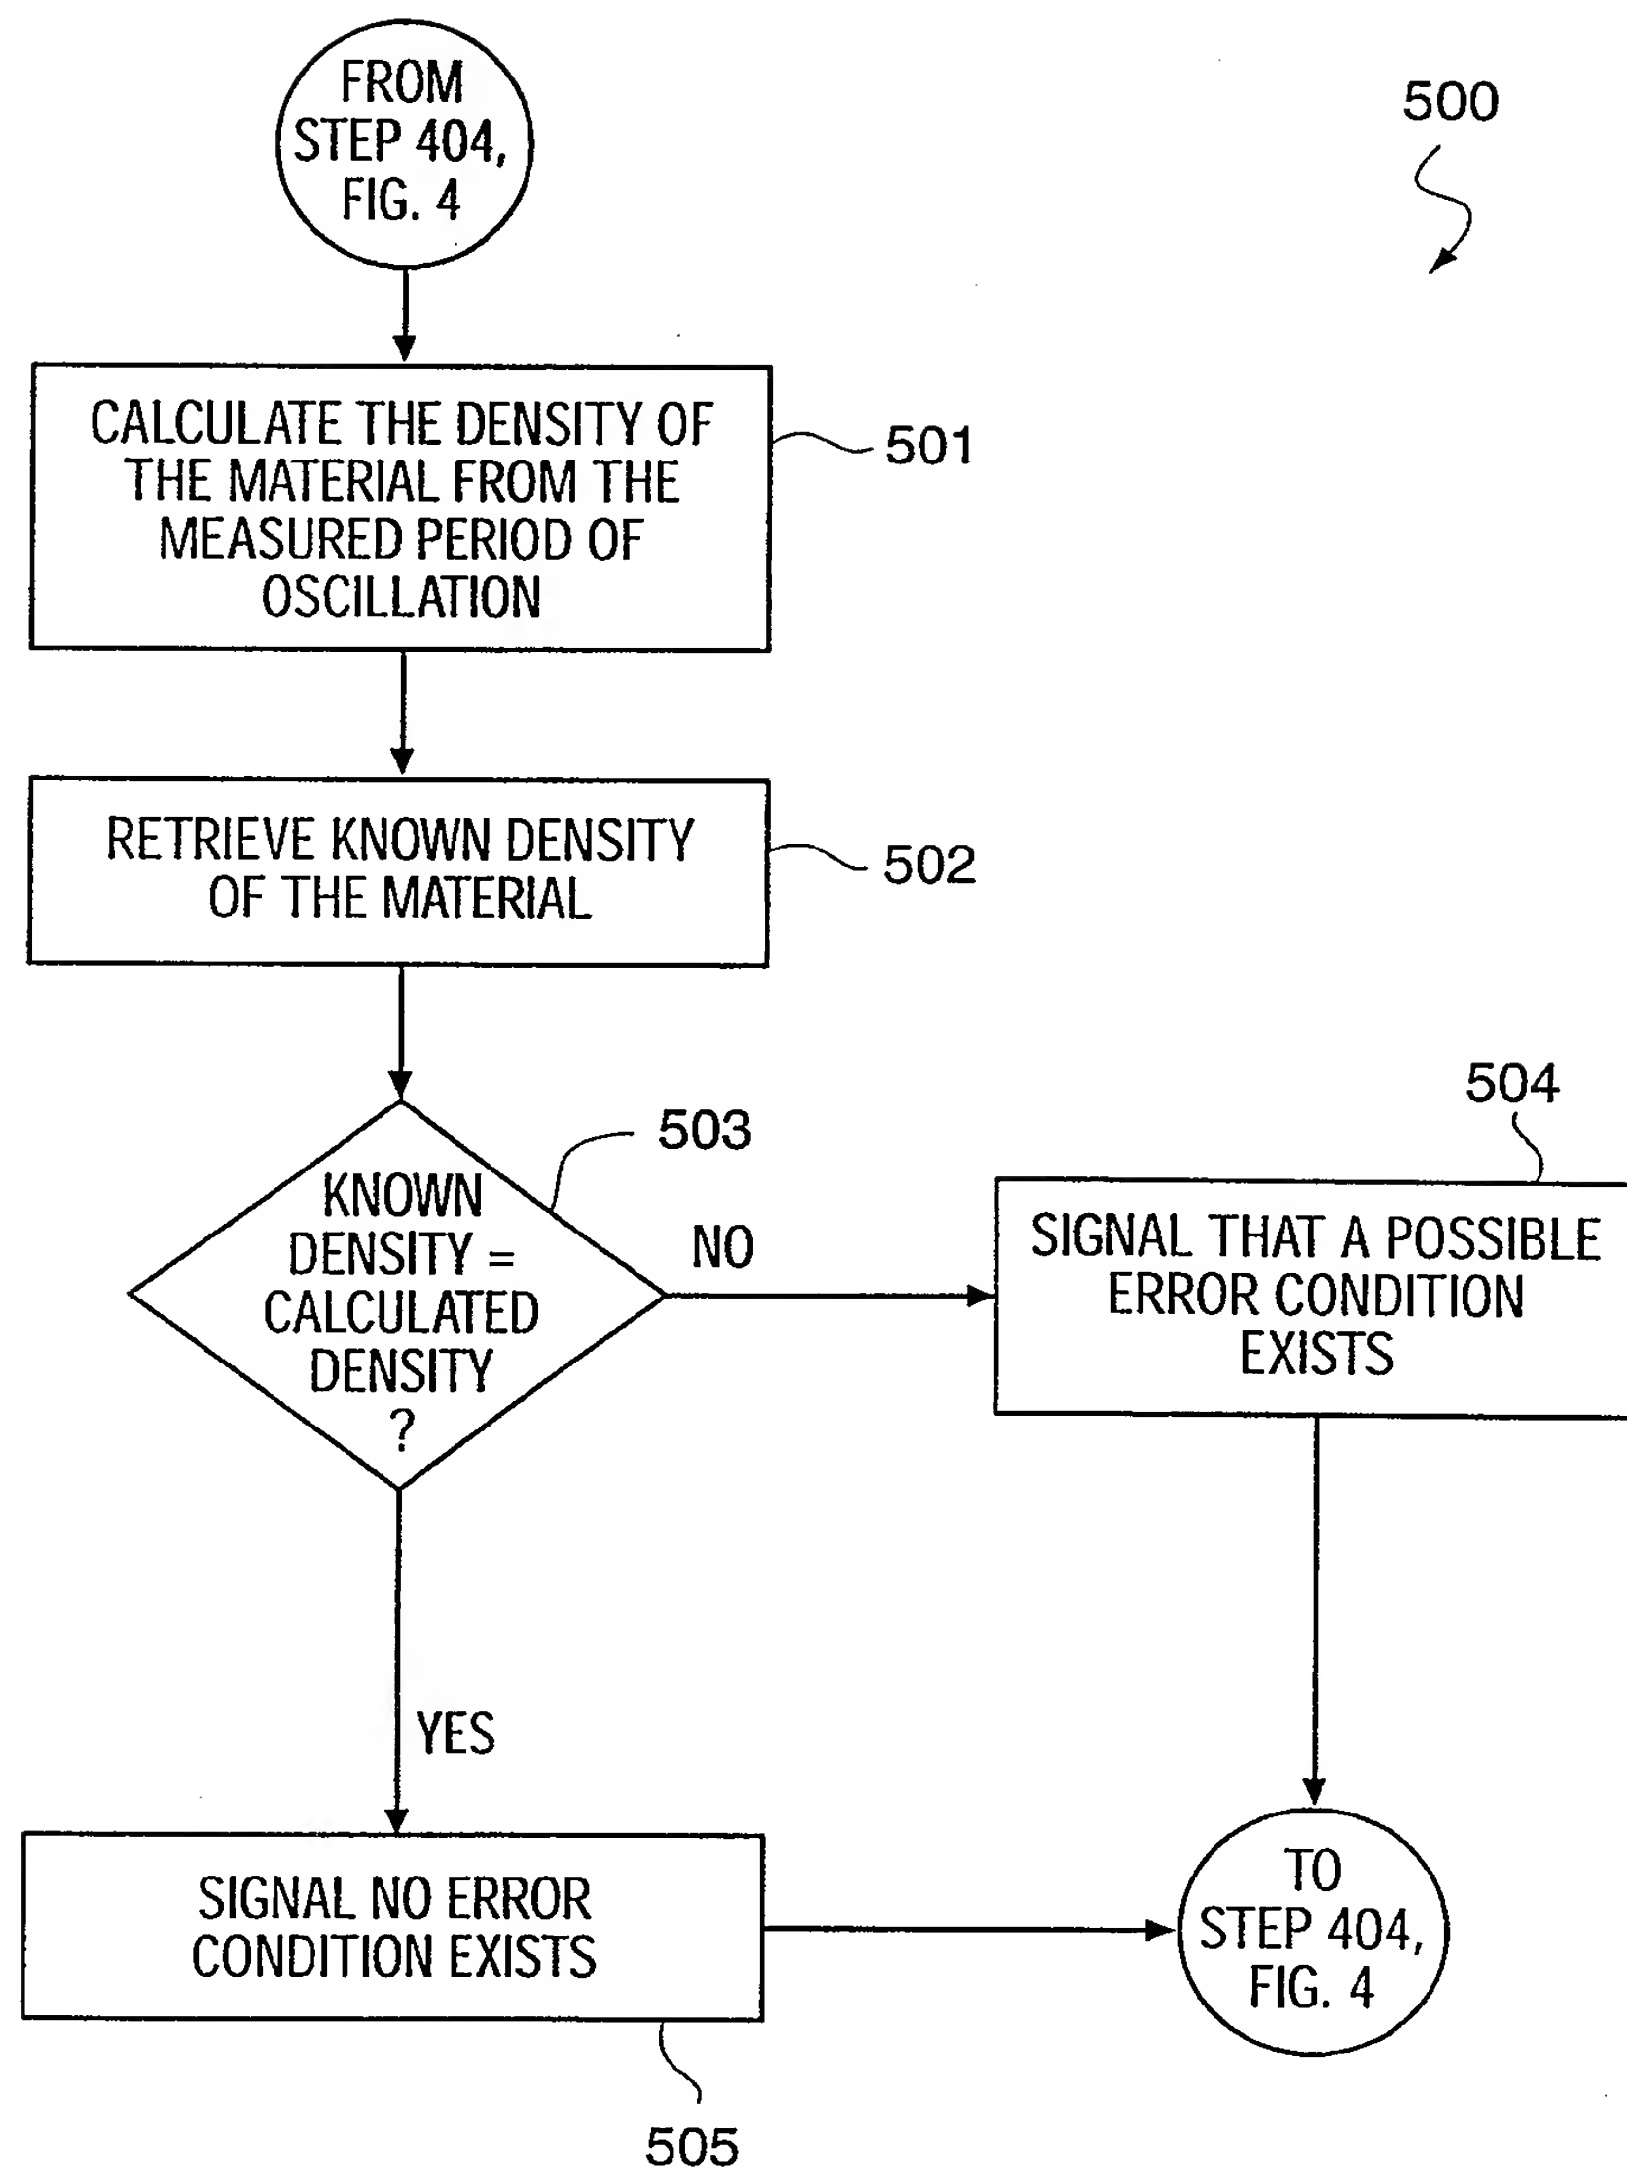 FROM
STEP 404,
FIG. 4
500
CALCULATE THE DENSITY OF
THE MATERIAL FROM THE
MEASURED PERIOD OF
OSCILLATION
501
RETRIEVE KNOWN DENSITY
OF THE MATERIAL
502
503
KNOWN
DENSITY =
CALCULATED
DENSITY
?
NO
504
SIGNAL THAT A POSSIBLE
ERROR CONDITION
EXISTS
YES
SIGNAL NO ERROR
CONDITION EXISTS
505
TO
STEP 404,
FIG. 4